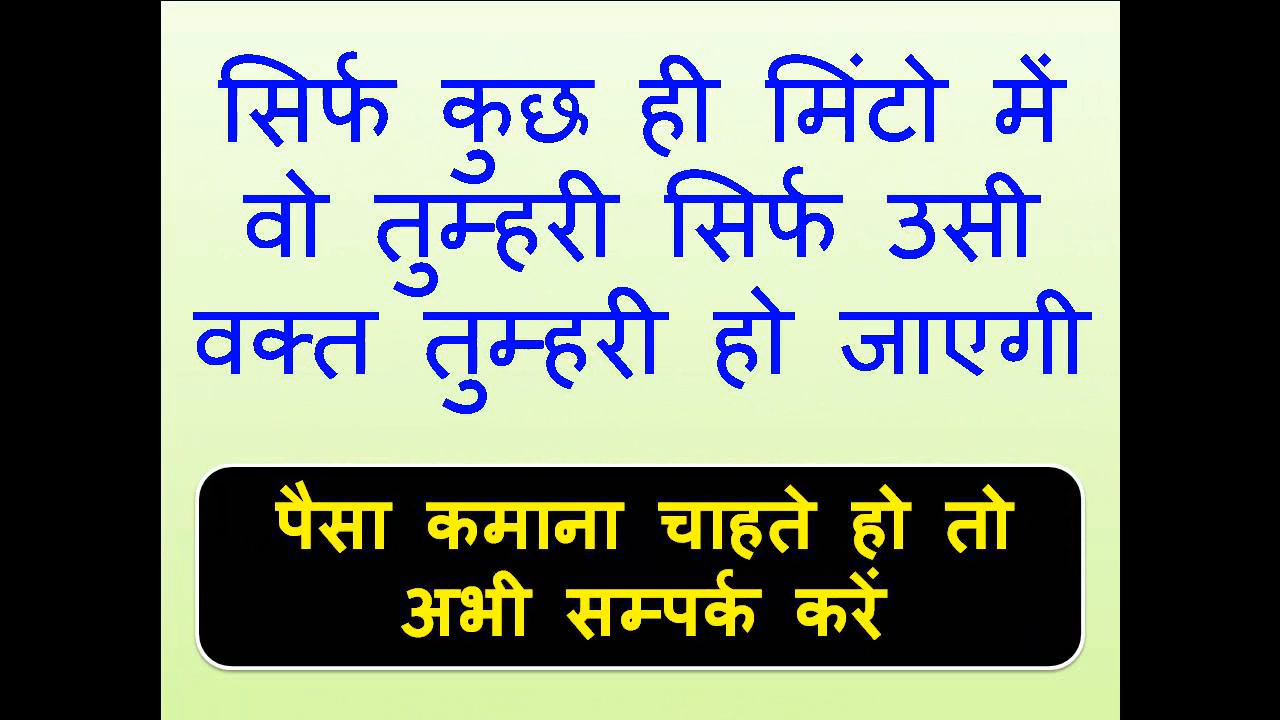 सिर्फ कुछ ही मिंटो में
वो तुम्हरी सिर्फ उसी
वक्त तुम्हरी हो जाएगी
पैसा कमाना चाहते हो तो
अभी सम्पर्क करें